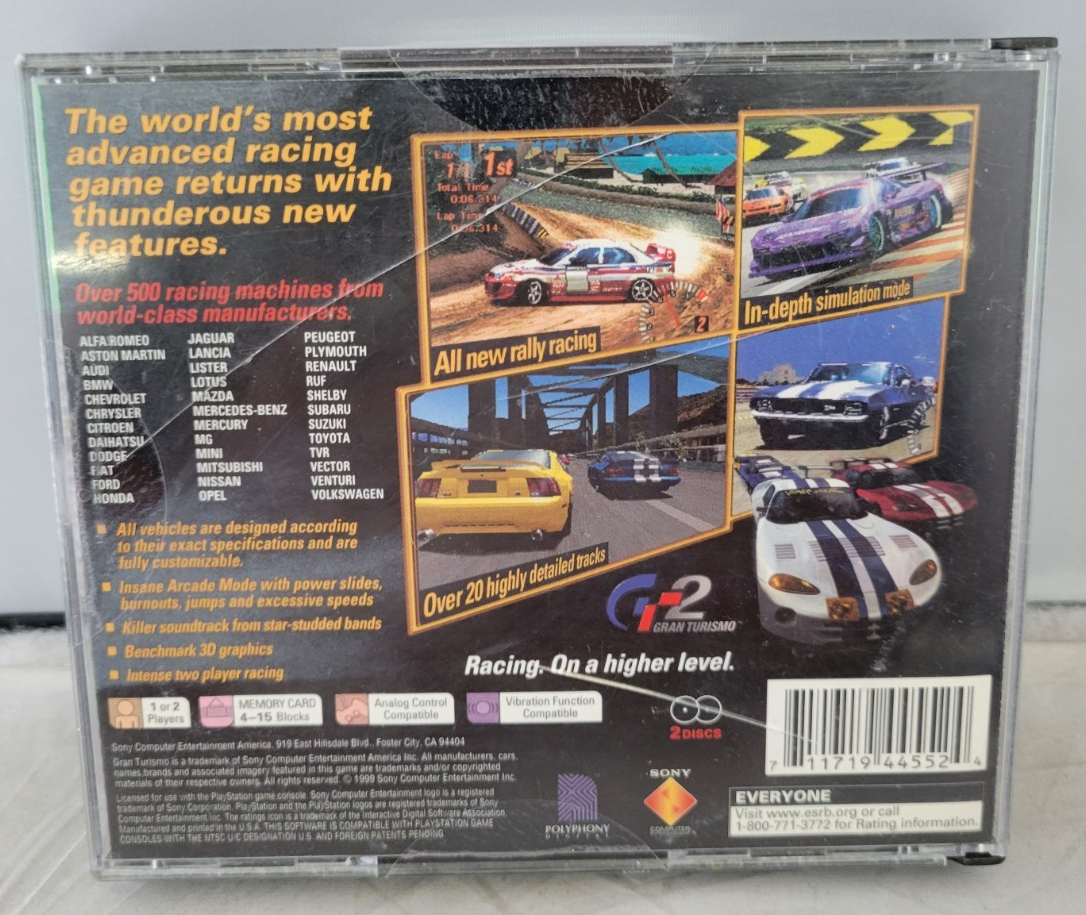 The world's most
advanced racing
game returns with
thunderous new
features.
Over 500 racing machines from
world-class manufacturers.
ALFA ROMEO
ASTON MARTIN
AUDI
BMW
CHEVROLET
CHRYSLER
CITROEN
DAIHATSU
DODGE
FIAT
FORD
HONDA
JAGUAR
LANCIA
LISTER
LOTUS
MAZDA
MERCEDES-BENZ
MERCURY
MG
MINI
MITSUBISHI
NISSAN
OPEL
PEUGEOT
PLYMOUTH
RENAULT
RUF
SHELBY
SUBARU
SUZUKI
TOYOTA
TVR
VECTOR
VENTURI
VOLKSWAGEN
All vehicles are designed according
to their exact specifications and are
fully customizable.
Insane Arcade Mode with power slides,
burnouts, jumps and excessive speeds
Killer soundtrack from star-studded bands
Benchmark 3D graphics
Intense two player racing
Lap
1/1 1st
Total Time
0:06.314
Lap Time
0:06.314
2
All new rally racing
In-depth simulation mode
Over 20 highly detailed tracks
GT2
GRAN TURISMO™
Racing. On a higher level.
1 or 2
Players
MEMORY CARD
4–15 Blocks
Analog Control
Compatible
Vibration Function
Compatible
2 DISCS
Sony Computer Entertainment America, 919 East Hillsdale Blvd., Foster City, CA 94404
Gran Turismo is a trademark of Sony Computer Entertainment America Inc. All manufacturers, cars,
names, brands and associated imagery featured in this game are trademarks and/or copyrighted
materials of their respective owners. All rights reserved. © 1999 Sony Computer Entertainment Inc.
Licensed for use with the PlayStation game console. Sony Computer Entertainment logo is a registered
trademark of Sony Corporation. PlayStation and the PlayStation logos are registered trademarks of Sony
Computer Entertainment Inc. The ratings icon is a trademark of the Interactive Digital Software Association
Manufactured and printed in the U.S.A. THIS SOFTWARE IS COMPATIBLE WITH PLAYSTATION GAME
CONSOLES WITH THE NTSC U/C DESIGNATION U.S. AND FOREIGN PATENTS PENDING
POLYPHONY
DIGITAL
SONY
COMPUTER
7 11719 44552 4
EVERYONE
Visit www.esrb.org or call
1-800-771-3772 for Rating information.